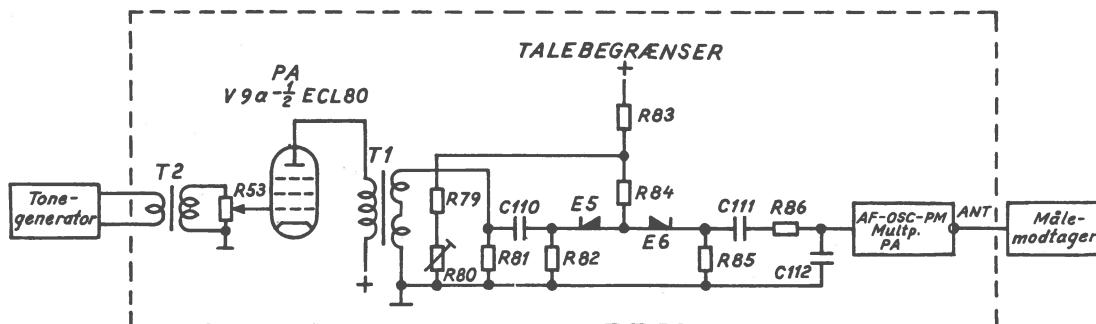 TALEBEGRÆNSER
+
PA
V9a-½ ECL80
R83
T2
T1
R53
R79
R84
Tone-
generator
C110
E5
E6
C111
R86
AF-OSC-PM
Multp.
PA
ANT
Måle-
modtager
R80
R81
R82
R85
C112
+